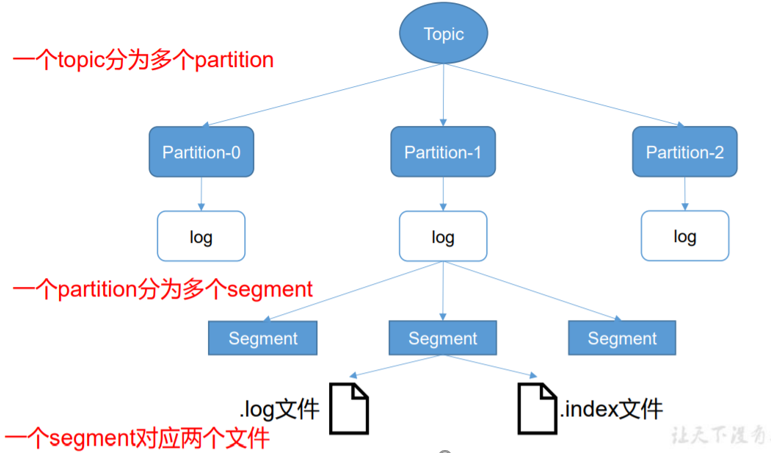 Topic
一个topic分为多个partition
Partition-0
Partition-1
Partition-2
log
log
log
一个partition分为多个segment
Segment
Segment
Segment
.log文件
.index文件
一个segment对应两个文件
让天下没有